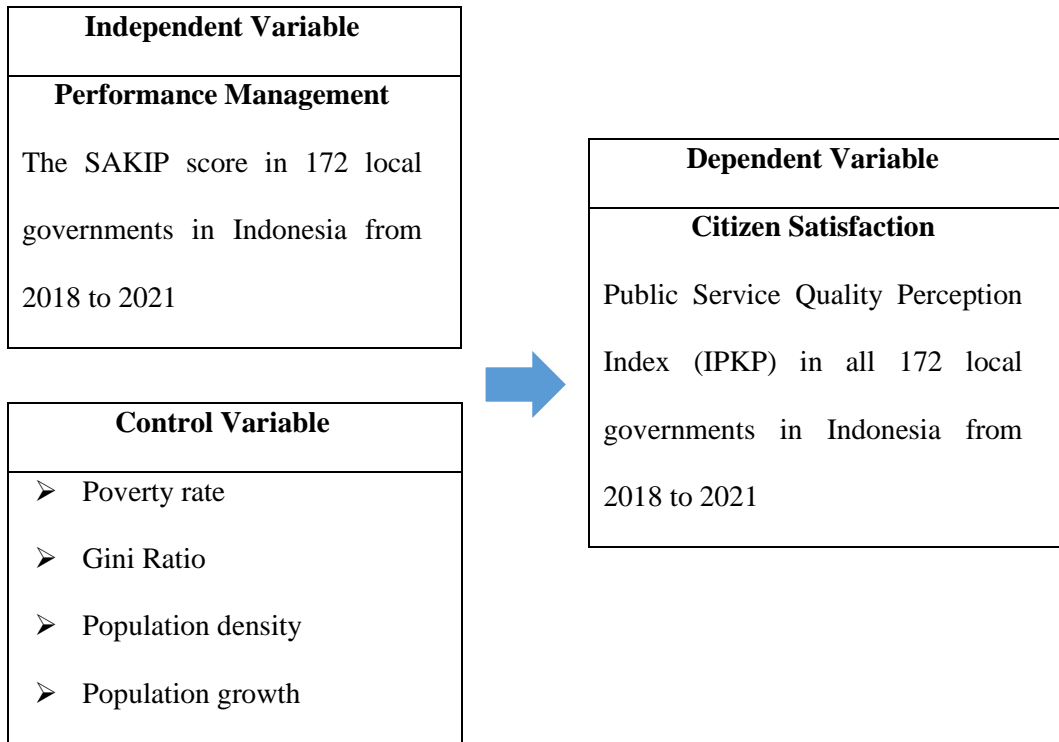 Independent Variable
Performance Management
The SAKIP score in 172 local
governments in Indonesia from
2018 to 2021
Control Variable
➢ Poverty rate
➢ Gini Ratio
➢ Population density
➢ Population growth
Dependent Variable
Citizen Satisfaction
Public Service Quality Perception
Index (IPKP) in all 172 local
governments in Indonesia from
2018 to 2021